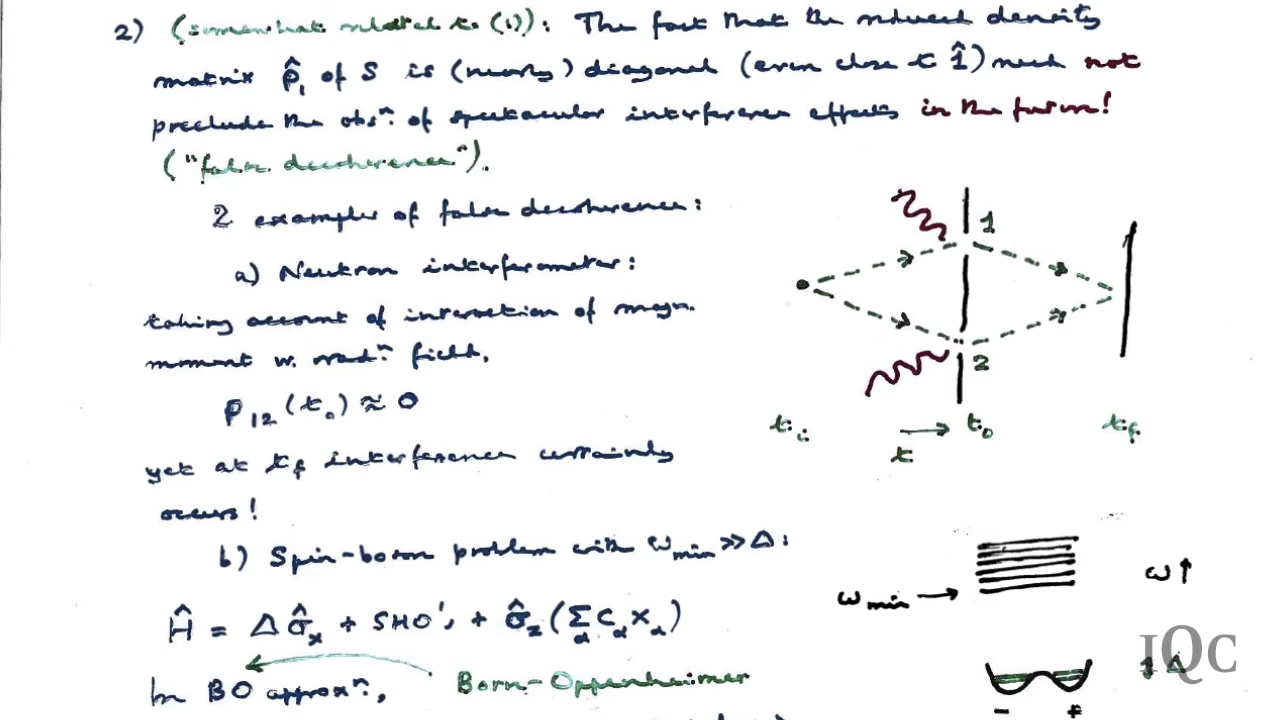 2) (somewhat related to (1)): The fact that the reduced density
matrix ρ̂₁ of S is (nearly) diagonal (even close to 1̂) need not
preclude the obsⁿ. of spectacular interference effects in the future!
("false decoherence").
2 examples of false decoherence:
a) Neutron interferometer:
taking account of interaction of magn.
moment w. radⁿ. field,
ρ₁₂(t₀) ≈ 0
yet at t_f interference certainly
occurs!
1
2
t_i
t
t₀
t_f
b) Spin-boson problem with ω_min >> Δ:
Ĥ = Δσ̂_x + SHO's + σ̂_z (Σ_α C_α x_α)
In BO approxⁿ.,
Born-Oppenheimer
ω_min →
ω↑
↕Δ
- +
IQC